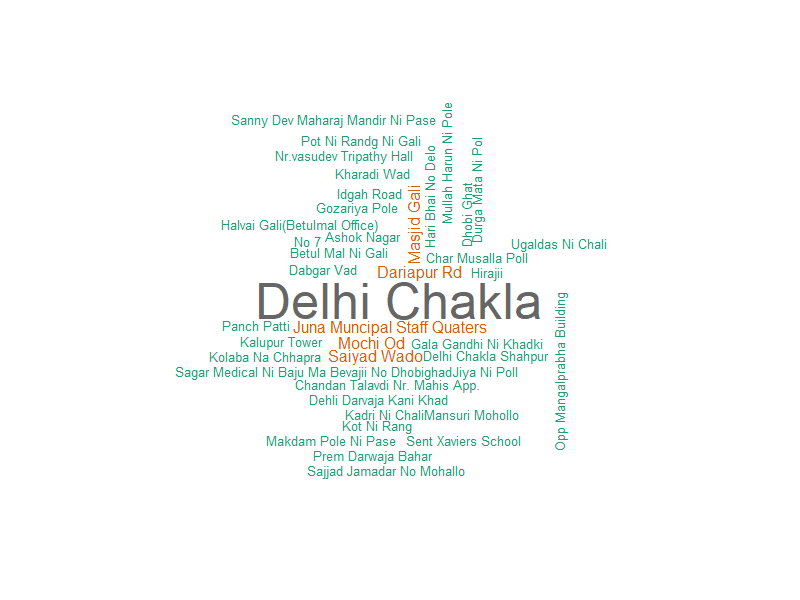 Sanny Dev Maharaj Mandir Ni Pase
Mullah Harun Ni Pole
Pot Ni Randg Ni Gali
Durga Mata Ni Pol
Hari Bhai No Delo
Nr.vasudev Tripathy Hall
Kharadi Wad
Dhobi Ghat
Masjid Gali
Idgah Road
Gozariya Pole
Halvai Gali(Betulmal Office)
Ashok Nagar
No 7
Ugaldas Ni Chali
Betul Mal Ni Gali
Char Musalla Poll
Dabgar Vad
Dariapur Rd
Hirajii
Delhi Chakla
Opp Mangalprabha Building
Panch Patti
Juna Muncipal Staff Quaters
Kalupur Tower
Mochi Od
Gala Gandhi Ni Khadki
Kolaba Na Chhapra
Saiyad Wado
Delhi Chakla Shahpur
Sagar Medical Ni Baju Ma Bevajii No Dhobighad
Jiya Ni Poll
Chandan Talavdi Nr. Mahis App.
Dehli Darvaja Kani Khad
Kadri Ni Chali
Mansuri Mohollo
Kot Ni Rang
Makdam Pole Ni Pase
Sent Xaviers School
Prem Darwaja Bahar
Sajjad Jamadar No Mohallo